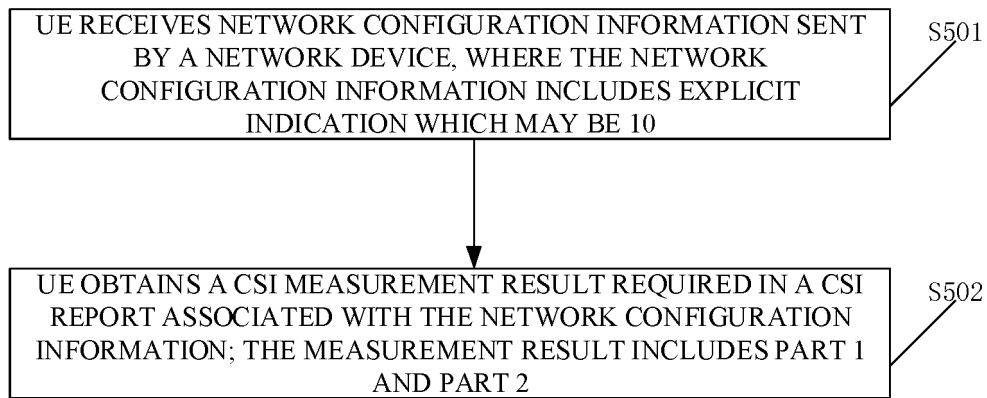 UE RECEIVES NETWORK CONFIGURATION INFORMATION SENT
BY A NETWORK DEVICE, WHERE THE NETWORK
CONFIGURATION INFORMATION INCLUDES EXPLICIT
INDICATION WHICH MAY BE 10
S501
UE OBTAINS A CSI MEASUREMENT RESULT REQUIRED IN A CSI
REPORT ASSOCIATED WITH THE NETWORK CONFIGURATION
INFORMATION; THE MEASUREMENT RESULT INCLUDES PART 1
AND PART 2
S502